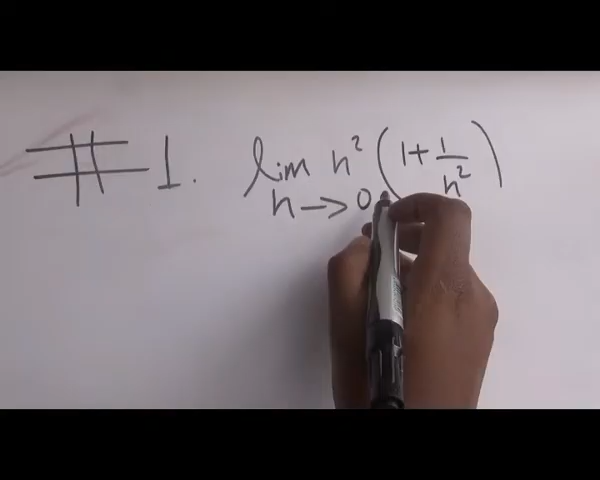 #1. lim h² (1 + 1/h²)
h → 0